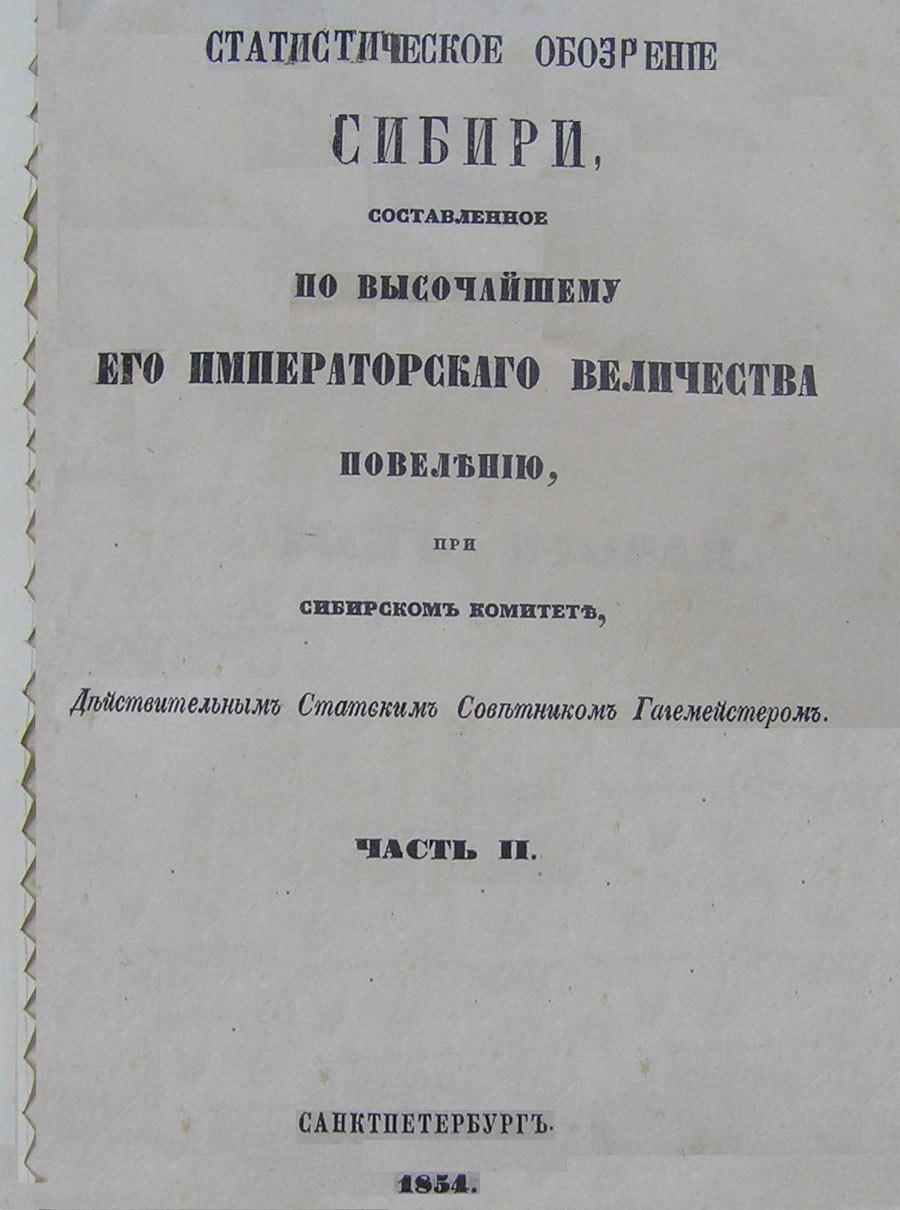 СТАТИСТИЧЕСКОЕ ОБОЗРЕНІЕ
СИБИРИ,
СОСТАВЛЕННОЕ
ПО ВЫСОЧАЙШЕМУ
ЕГО ИМПЕРАТОРСКАГО ВЕЛИЧЕСТВА
ПОВЕЛѢНІЮ,
ПРИ
СИБИРСКОМЪ КОМИТЕТѢ,
Дѣйствительнымъ Статскимъ Совѣтникомъ Гагемейстеромъ.
ЧАСТЬ II.
САНКТПЕТЕРБУРГЪ.
1854.